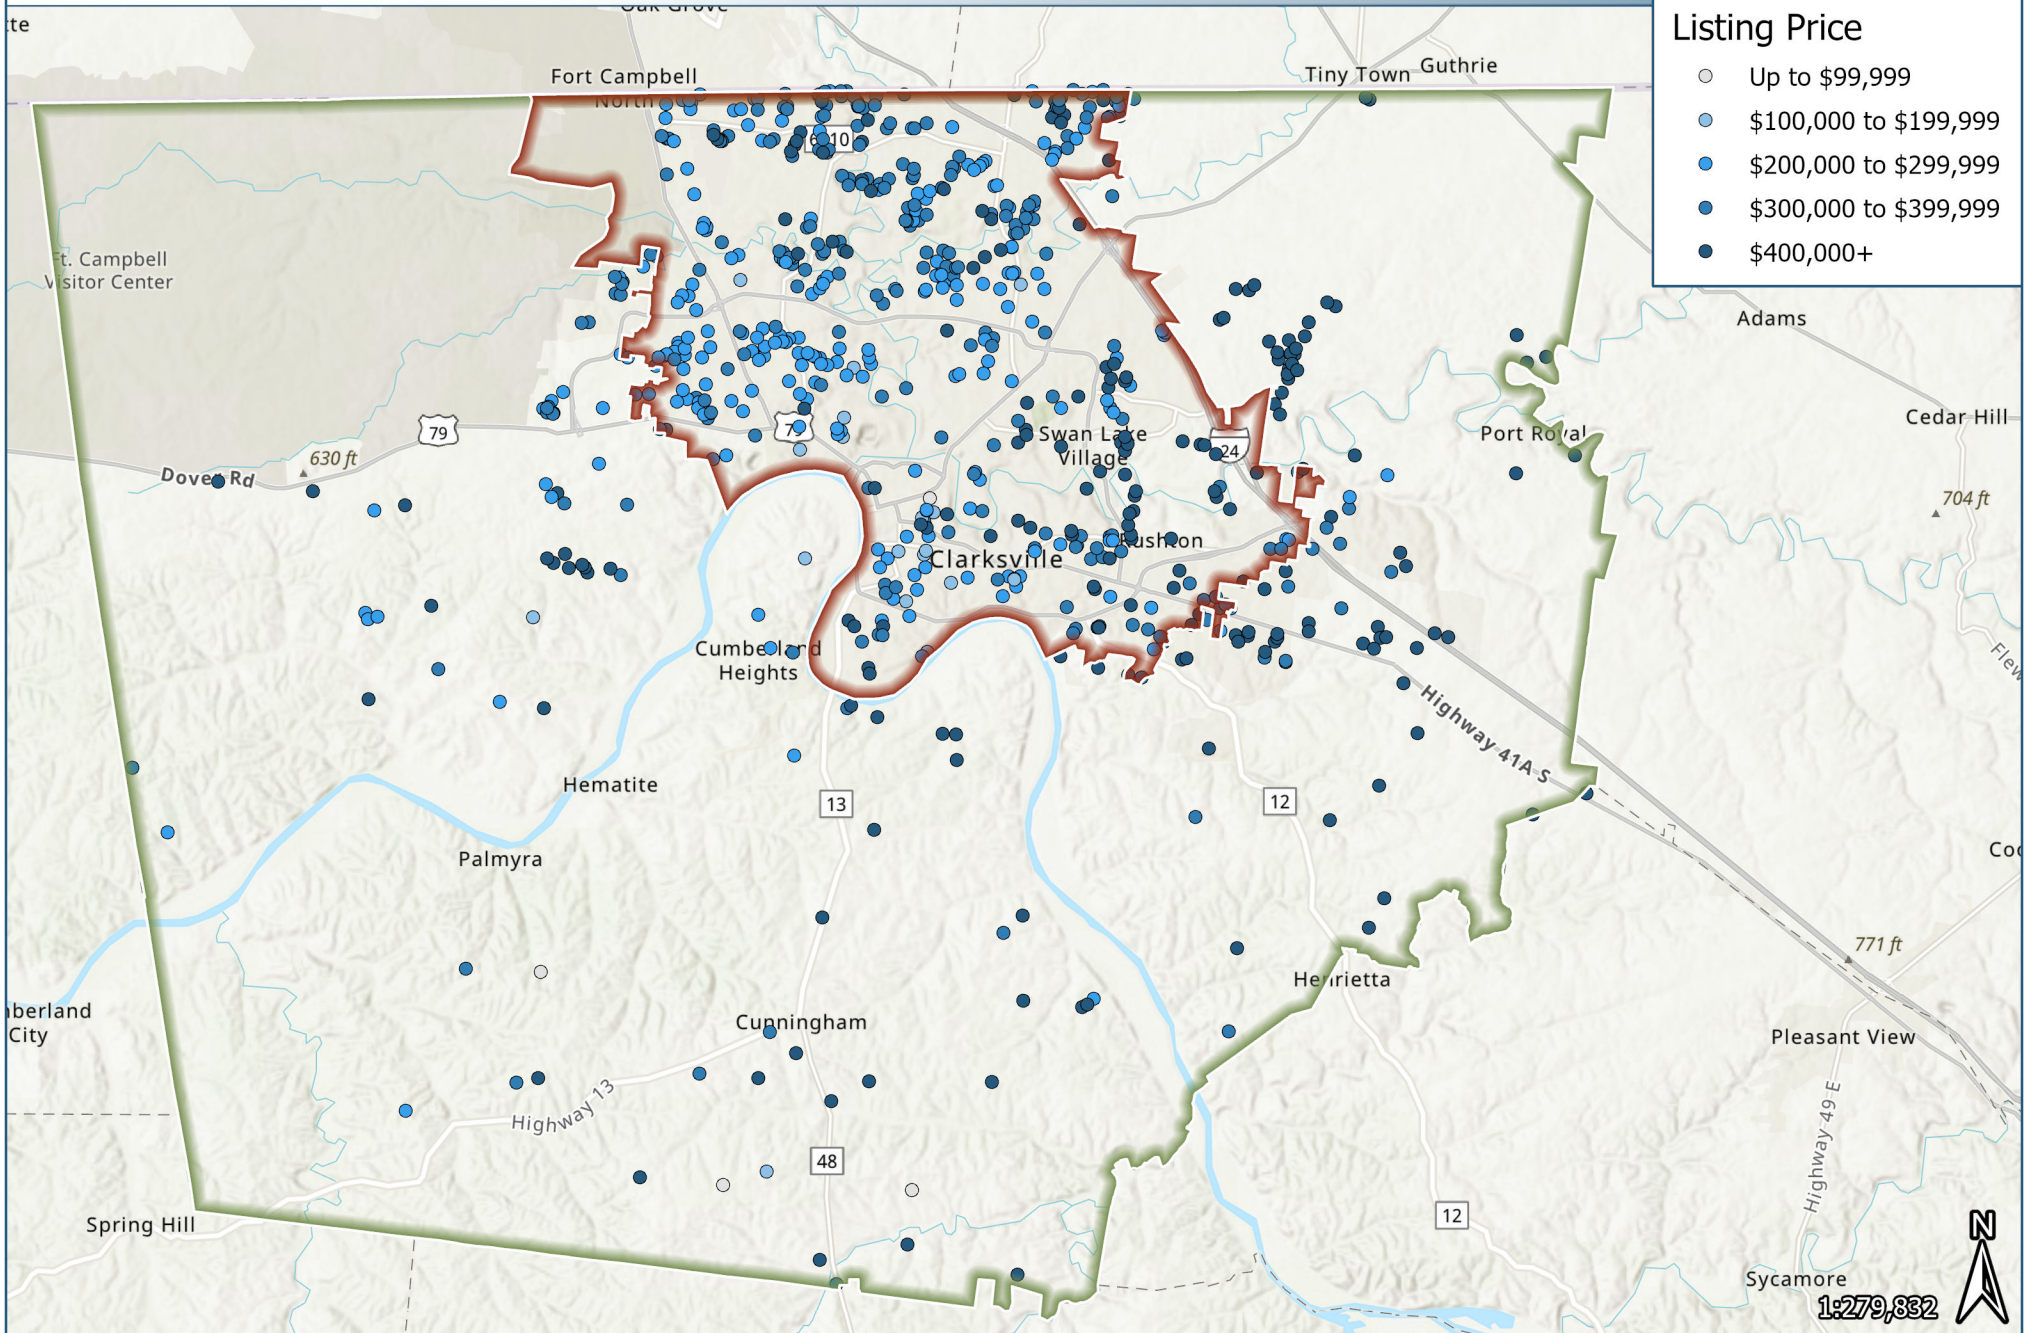 Oak Grove
Listing Price
Up to $99,999
$100,000 to $199,999
$200,000 to $299,999
$300,000 to $399,999
$400,000+
Fort Campbell
North
Tiny Town
Guthrie
Ft. Campbell
Visitor Center
Adams
Cedar Hill
Port Royal
79
79
24
Swan Lake
Village
630 ft
Dover Rd
704 ft
Rushton
Clarksville
Cumberland
Heights
Highway 41A S
Hematite
13
12
Palmyra
771 ft
Henrietta
City
Cunningham
Pleasant View
Highway 13
Highway 49 E
48
12
Spring Hill
N
Sycamore
1:279,832